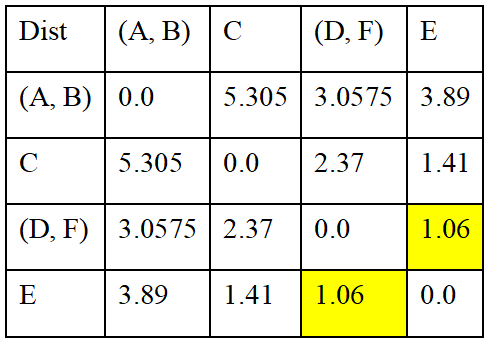 Dist (A, B) C (D, F) E
(A, B) 0.0 5.305 3.0575 3.89
C 5.305 0.0 2.37 1.41
(D, F) 3.0575 2.37 0.0 1.06
E 3.89 1.41 1.06 0.0